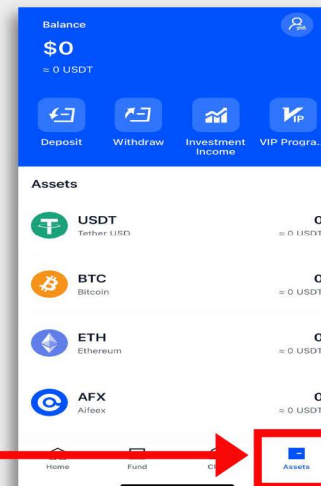 Balance
$0
≈ 0 USDT
Deposit
Withdraw
Investment Income
VIP Progra..
Assets
USDT
Tether USD
0
≈ 0 USDT
BTC
Bitcoin
0
≈ 0 USDT
ETH
Ethereum
0
≈ 0 USDT
AFX
Aifeex
0
≈ 0 USDT
Home
Fund
Assets